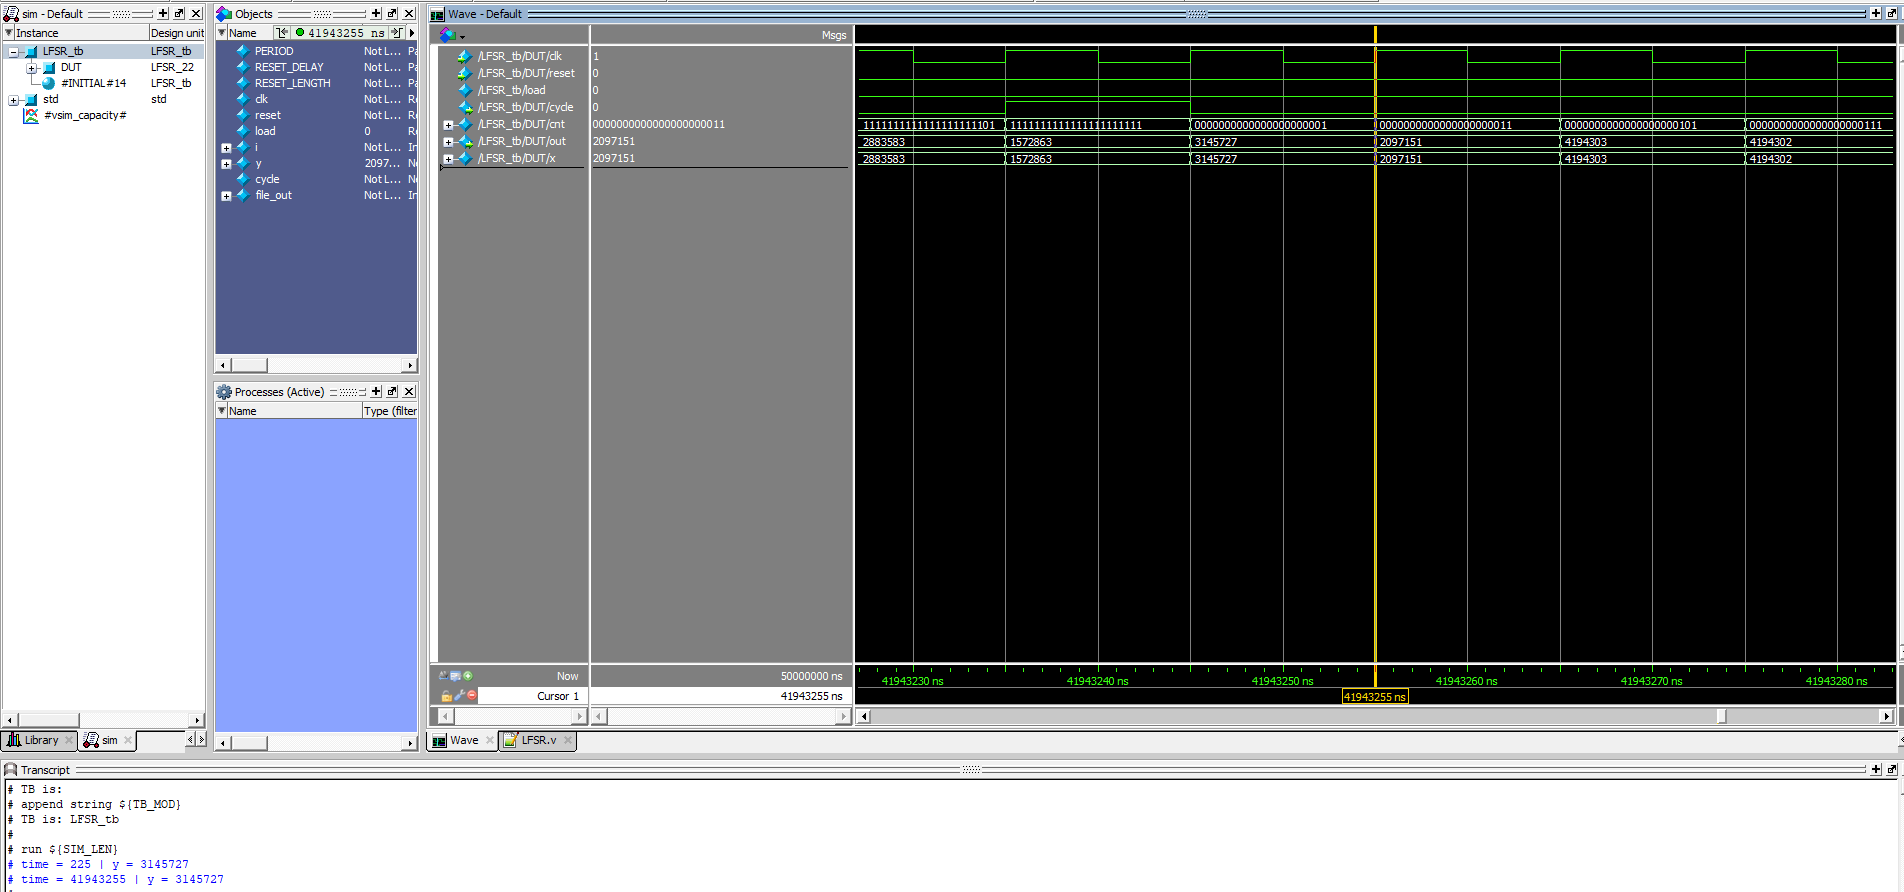 sim - Default
Instance Design unit
LFSR_tb LFSR_tb
DUT LFSR_22
#INITIAL#14 LFSR_tb
std std
#vsim_capacity#
Library sim
Objects
Name 41943255 ns
PERIOD Not L... Pa
RESET_DELAY Not L... Pa
RESET_LENGTH Not L... Pa
clk Not L... Re
reset Not L... Re
load 0 Re
i Not L... In
y 2097... Ne
cycle Not L... Ne
file_out Not L... In
Processes (Active)
Name Type (filter
Wave - Default
Msgs
/LFSR_tb/DUT/clk 1
/LFSR_tb/DUT/reset 0
/LFSR_tb/load 0
/LFSR_tb/DUT/cycle 0
/LFSR_tb/DUT/cnt 0000000000000000000011 1111111111111111111101 1111111111111111111111 0000000000000000000001 0000000000000000000011 0000000000000000000101 0000000000000000000111
/LFSR_tb/DUT/out 2097151 2883583 1572863 3145727 2097151 4194303 4194302
/LFSR_tb/DUT/x 2097151 2883583 1572863 3145727 2097151 4194303 4194302
Now 50000000 ns 41943230 ns 41943240 ns 41943250 ns 41943260 ns 41943270 ns 41943280 ns
Cursor 1 41943255 ns 41943255 ns
Wave LFSR.v
Transcript
# TB is:
# append string ${TB_MOD}
# TB is: LFSR_tb
#
# run ${SIM_LEN}
# time = 225 | y = 3145727
# time = 41943255 | y = 3145727